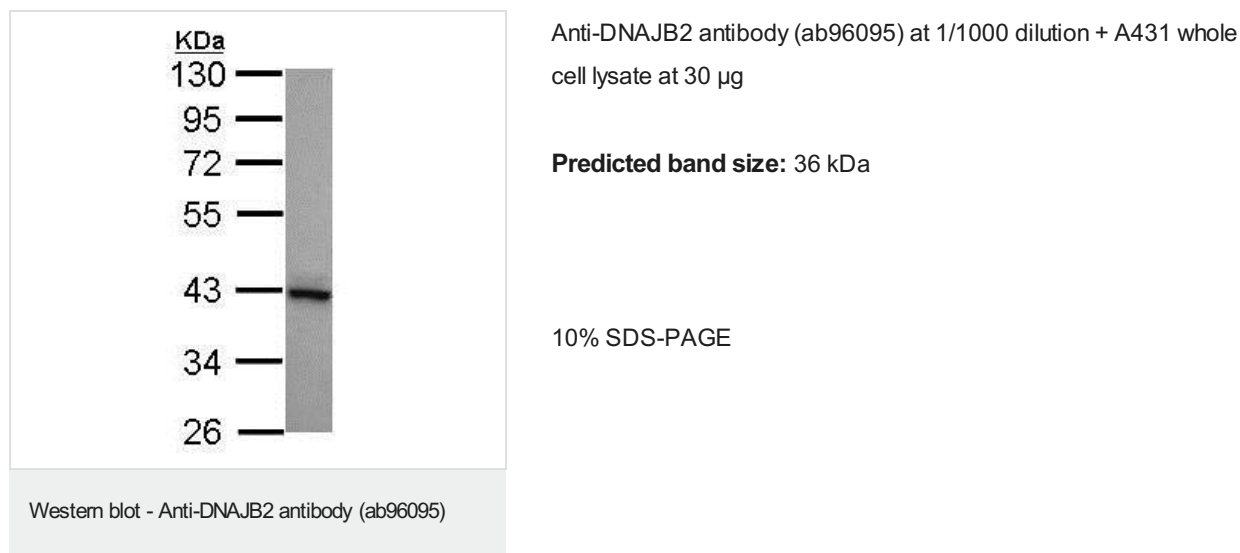 KDa
130
95
72
55
43
34
26
Western blot - Anti-DNAJB2 antibody (ab96095)
Anti-DNAJB2 antibody (ab96095) at 1/1000 dilution + A431 whole
cell lysate at 30 µg
Predicted band size: 36 kDa
10% SDS-PAGE